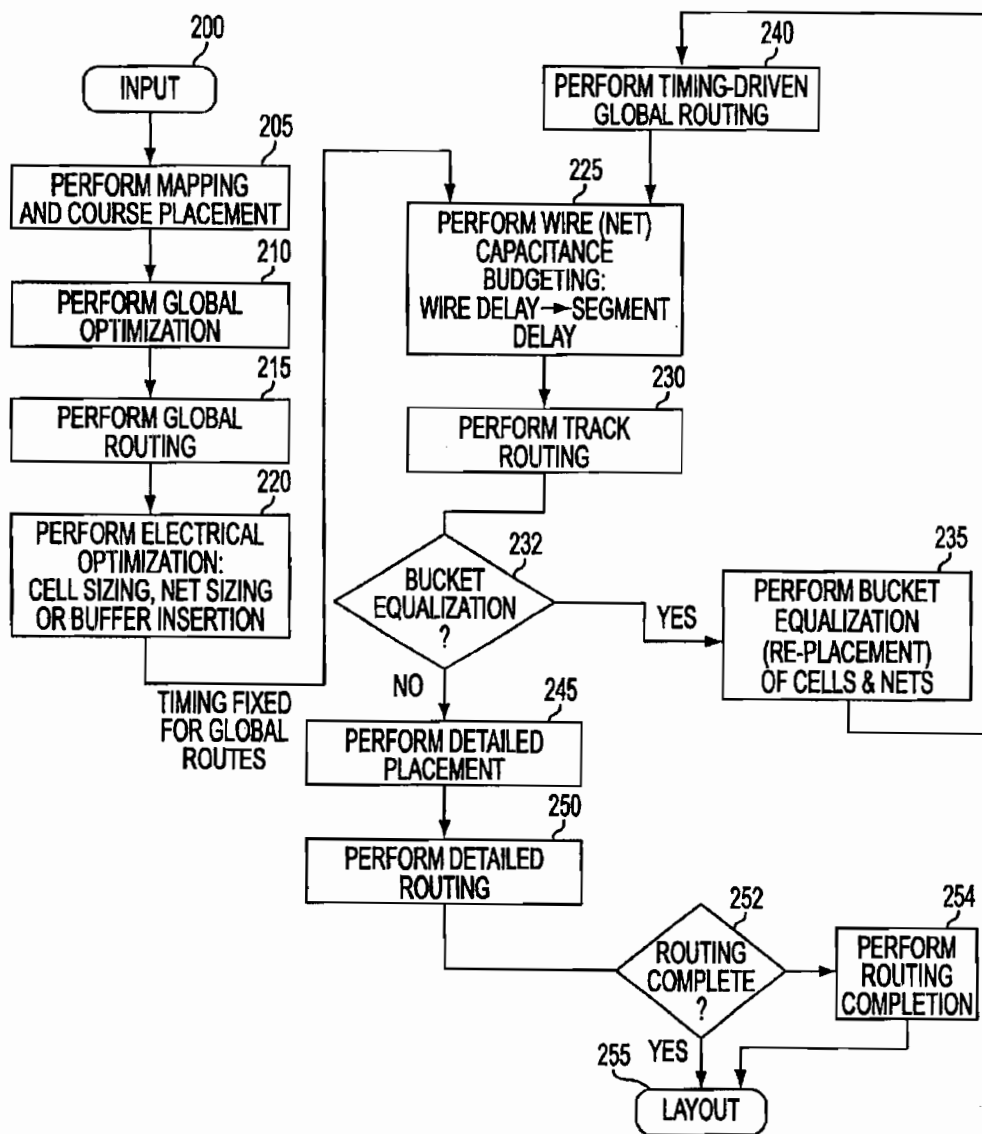 200
INPUT
205
PERFORM MAPPING
AND COURSE PLACEMENT
210
PERFORM GLOBAL
OPTIMIZATION
215
PERFORM GLOBAL
ROUTING
220
PERFORM ELECTRICAL
OPTIMIZATION:
CELL SIZING, NET SIZING
OR BUFFER INSERTION
TIMING FIXED
FOR GLOBAL
ROUTES
240
PERFORM TIMING-DRIVEN
GLOBAL ROUTING
225
PERFORM WIRE (NET)
CAPACITANCE
BUDGETING:
WIRE DELAY → SEGMENT
DELAY
230
PERFORM TRACK
ROUTING
232
BUCKET
EQUALIZATION
?
YES
235
PERFORM BUCKET
EQUALIZATION
(RE-PLACEMENT)
OF CELLS & NETS
NO
245
PERFORM DETAILED
PLACEMENT
250
PERFORM DETAILED
ROUTING
252
ROUTING
COMPLETE
?
254
PERFORM
ROUTING
COMPLETION
YES
255
LAYOUT